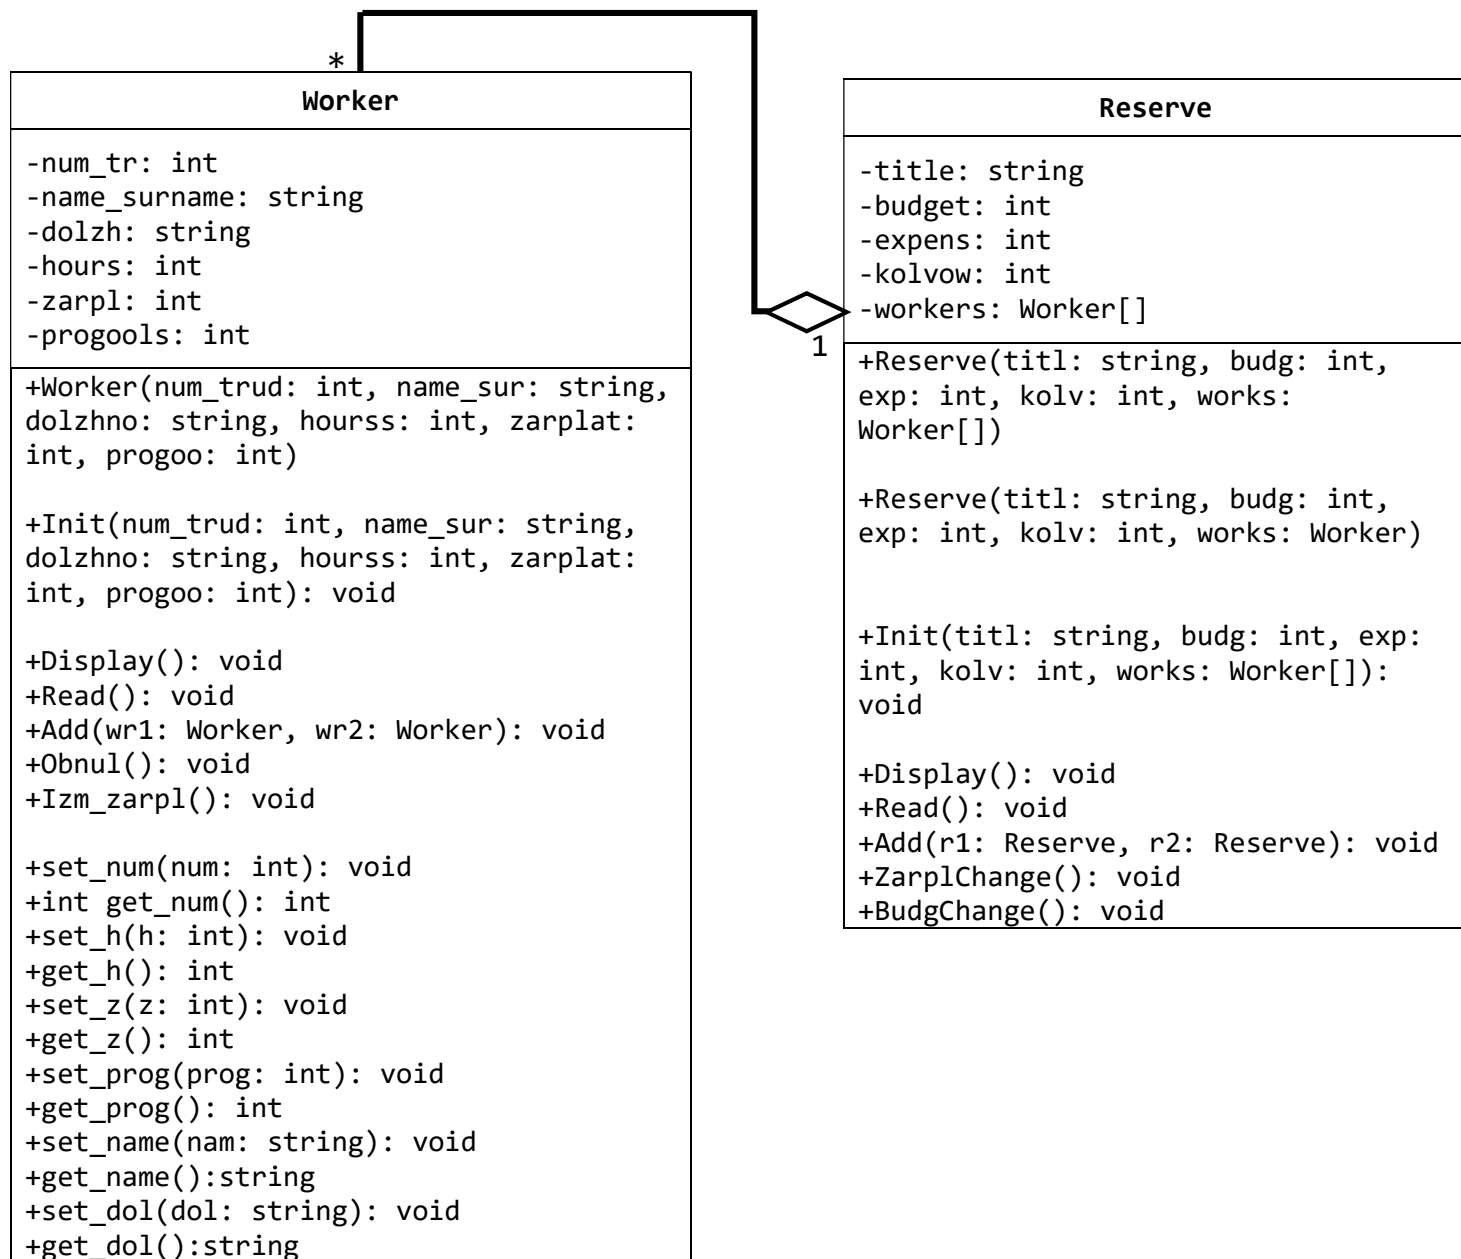 *
Worker
-num_tr: int
-name_surname: string
-dolzh: string
-hours: int
-zarpl: int
-progools: int
+Worker(num_trud: int, name_sur: string,
dolzhno: string, hourss: int, zarplat:
int, progoo: int)
+Init(num_trud: int, name_sur: string,
dolzhno: string, hourss: int, zarplat:
int, progoo: int): void
+Display(): void
+Read(): void
+Add(wr1: Worker, wr2: Worker): void
+Obnul(): void
+Izm_zarpl(): void
+set_num(num: int): void
+int get_num(): int
+set_h(h: int): void
+get_h(): int
+set_z(z: int): void
+get_z(): int
+set_prog(prog: int): void
+get_prog(): int
+set_name(nam: string): void
+get_name():string
+set_dol(dol: string): void
+get_dol():string
1
Reserve
-title: string
-budget: int
-expens: int
-kolvow: int
-workers: Worker[]
+Reserve(titl: string, budg: int,
exp: int, kolv: int, works:
Worker[])
+Reserve(titl: string, budg: int,
exp: int, kolv: int, works: Worker)
+Init(titl: string, budg: int, exp:
int, kolv: int, works: Worker[]):
void
+Display(): void
+Read(): void
+Add(r1: Reserve, r2: Reserve): void
+ZarplChange(): void
+BudgChange(): void